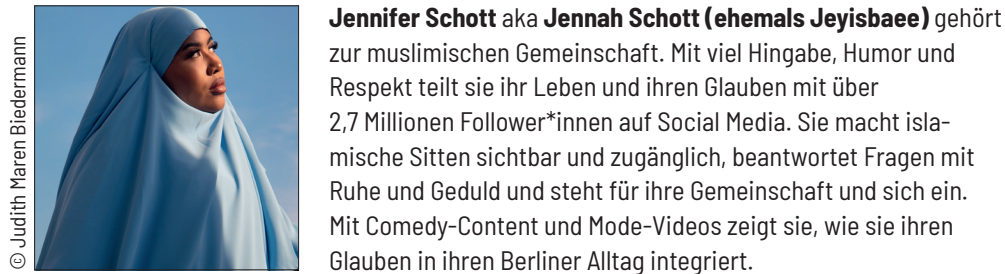 © Judith Maren Biedermann
Jennifer Schott aka Jennah Schott (ehemals Jeyisbaee) gehört
zur muslimischen Gemeinschaft. Mit viel Hingabe, Humor und
Respekt teilt sie ihr Leben und ihren Glauben mit über
2,7 Millionen Follower*innen auf Social Media. Sie macht isla-
mische Sitten sichtbar und zugänglich, beantwortet Fragen mit
Ruhe und Geduld und steht für ihre Gemeinschaft und sich ein.
Mit Comedy-Content und Mode-Videos zeigt sie, wie sie ihren
Glauben in ihren Berliner Alltag integriert.